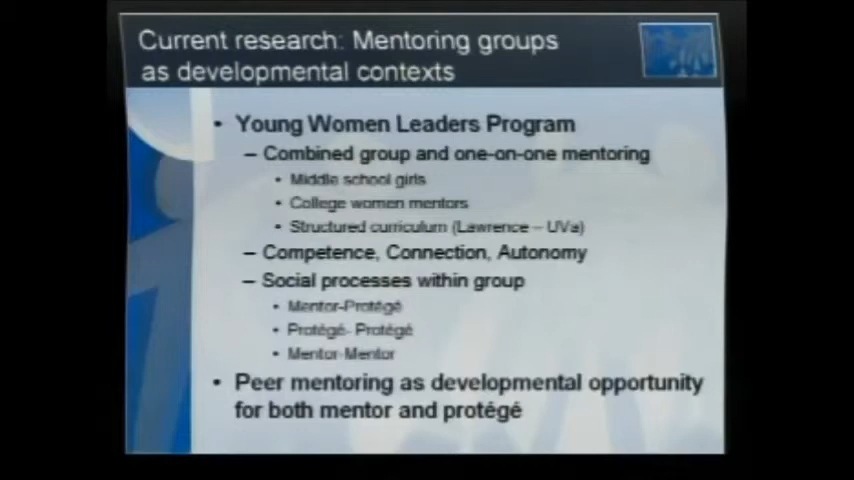 Current research: Mentoring groups
as developmental contexts
• Young Women Leaders Program
– Combined group and one-on-one mentoring
• Middle school girls
• College women mentors
• Structured curriculum (Lawrence – UVa)
– Competence, Connection, Autonomy
– Social processes within group
• Mentor-Protégé
• Protégé- Protégé
• Mentor-Mentor
• Peer mentoring as developmental opportunity
for both mentor and protégé